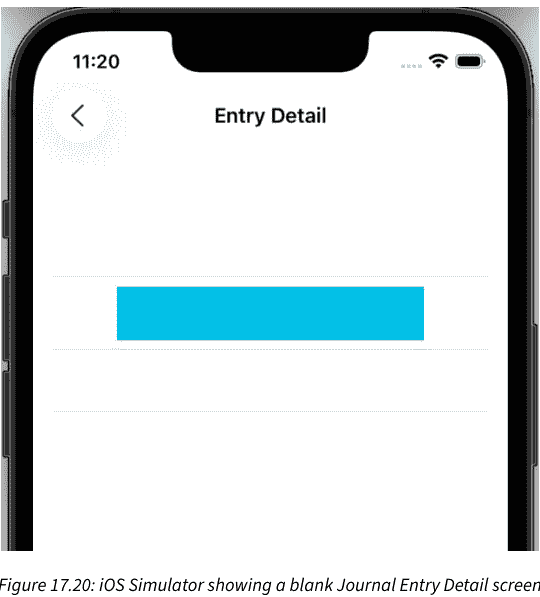 11:20
Entry Detail
Figure 17.20: iOS Simulator showing a blank Journal Entry Detail screen